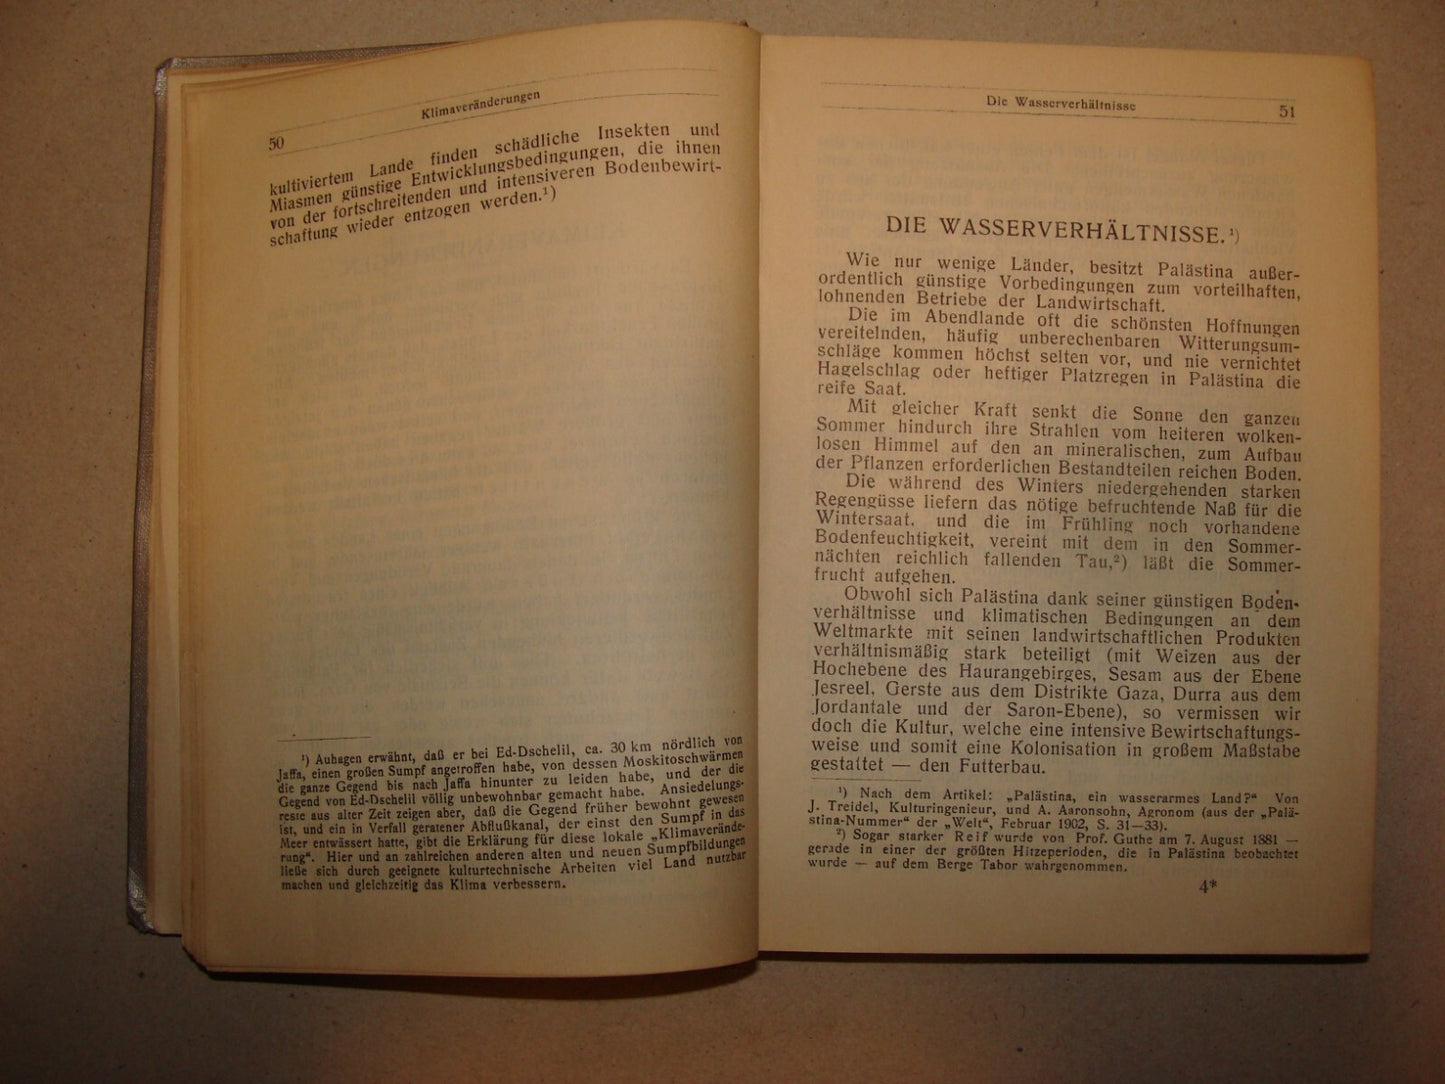 50
Klimaveränderungen
kultiviertem Lande finden schädliche Insekten und
Miasmen günstige Entwicklungsbedingungen, die ihnen
von der fortschreitenden und intensiveren Bodenbewirt-
schaftung wieder entzogen werden.¹)
¹) Auhagen erwähnt, daß er bei Ed-Dschelil, ca. 30 km nördlich von
Jaffa, einen großen Sumpf angetroffen habe, von dessen Moskitoschwärmen
die ganze Gegend bis nach Jaffa hinunter zu leiden habe, und der die
Gegend von Ed-Dschelil völlig unbewohnbar gemacht habe. Ansiedelungs-
reste aus alter Zeit zeigen aber, daß die Gegend früher bewohnt gewesen
ist, und ein in Verfall geratener Abflußkanal, der einst den Sumpf in das
Meer entwässert hatte, gibt die Erklärung für diese lokale „Klimaverände-
rung“. Hier und an zahlreichen anderen alten und neuen Sumpfbildungen
ließe sich durch geeignete kulturtechnische Arbeiten viel Land nutzbar
machen und gleichzeitig das Klima verbessern.
Die Wasserverhältnisse
51
DIE WASSERVERHÄLTNISSE.¹)
Wie nur wenige Länder, besitzt Palästina außer-
ordentlich günstige Vorbedingungen zum vorteilhaften,
lohnenden Betriebe der Landwirtschaft.
Die im Abendlande oft die schönsten Hoffnungen
vereitelnden, häufig unberechenbaren Witterungsum-
schläge kommen höchst selten vor, und nie vernichtet
Hagelschlag oder heftiger Platzregen in Palästina die
reife Saat.
Mit gleicher Kraft senkt die Sonne den ganzen
Sommer hindurch ihre Strahlen vom heiteren wolken-
losen Himmel auf den an mineralischen, zum Aufbau
der Pflanzen erforderlichen Bestandteilen reichen Boden.
Die während des Winters niedergehenden starken
Regengüsse liefern das nötige befruchtende Naß für die
Wintersaat, und die im Frühling noch vorhandene
Bodenfeuchtigkeit, vereint mit dem in den Sommer-
nächten reichlich fallenden Tau,²) läßt die Sommer-
frucht aufgehen.
Obwohl sich Palästina dank seiner günstigen Boden-
verhältnisse und klimatischen Bedingungen an dem
Weltmarkte mit seinen landwirtschaftlichen Produkten
verhältnismäßig stark beteiligt (mit Weizen aus der
Hochebene des Haurangebirges, Sesam aus der Ebene
Jesreel, Gerste aus dem Distrikte Gaza, Durra aus dem
Jordantale und der Saron-Ebene), so vermissen wir
doch die Kultur, welche eine intensive Bewirtschaftungs-
weise und somit eine Kolonisation in großem Maßstabe
gestattet — den Futterbau.
¹) Nach dem Artikel: „Palästina, ein wasserarmes Land?“ Von
J. Treidel, Kulturingenieur, und A. Aaronsohn, Agronom (aus der „Palä-
stina-Nummer“ der „Welt“, Februar 1902, S. 31—33).
²) Sogar starker Reif wurde von Prof. Guthe am 7. August 1881 —
gerade in einer der größten Hitzeperioden, die in Palästina beobachtet
wurde — auf dem Berge Tabor wahrgenommen.
4*